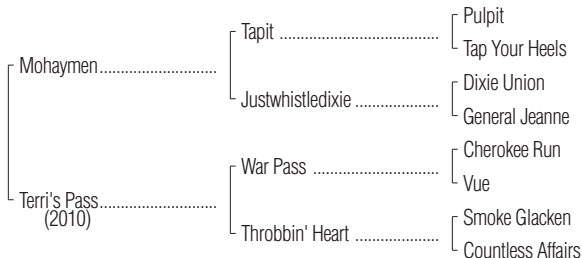 Pulpit
Tapit ........................................
Tap Your Heels
Mohaymen.............................
Dixie Union
Justwhistledixie .....................
General Jeanne
Cherokee Run
War Pass ................................
Vue
Terri's Pass.............................
(2010)
Smoke Glacken
Throbbin' Heart .....................
Countless Affairs